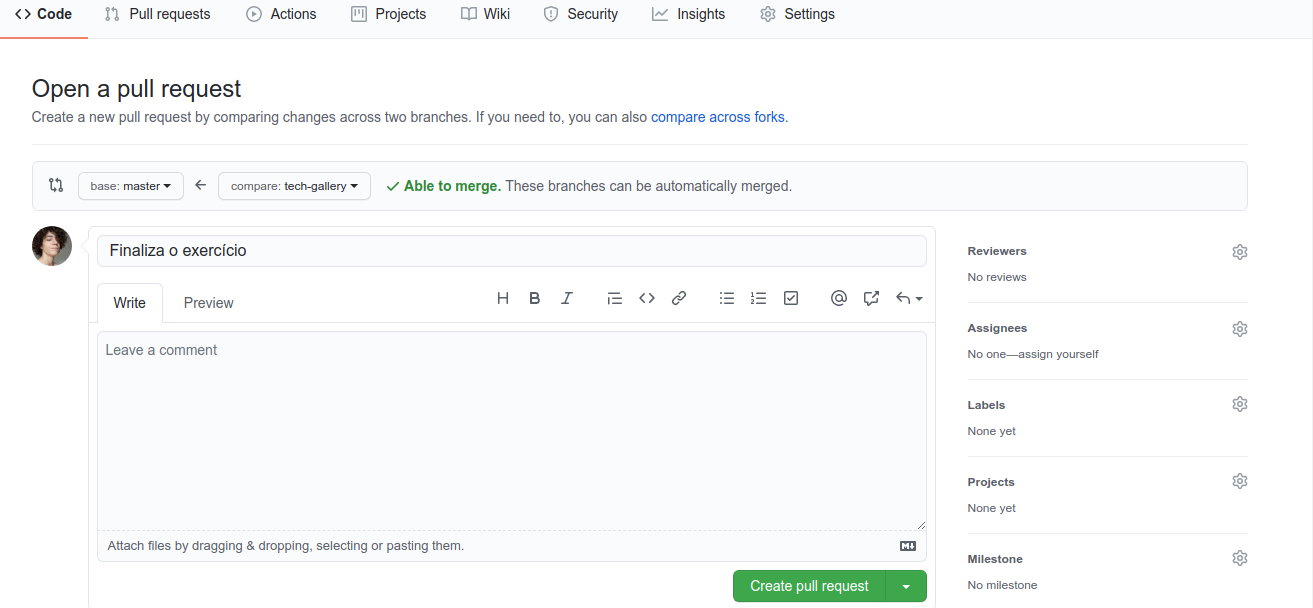 Code Pull requests Actions Projects Wiki Security Insights Settings
Open a pull request
Create a new pull request by comparing changes across two branches. If you need to, you can also compare across forks.
base: master compare: tech-gallery Able to merge. These branches can be automatically merged.
Finaliza o exercício
Write Preview
Leave a comment
Attach files by dragging & dropping, selecting or pasting them.
Create pull request
Reviewers
No reviews
Assignees
No one—assign yourself
Labels
None yet
Projects
None yet
Milestone
No milestone